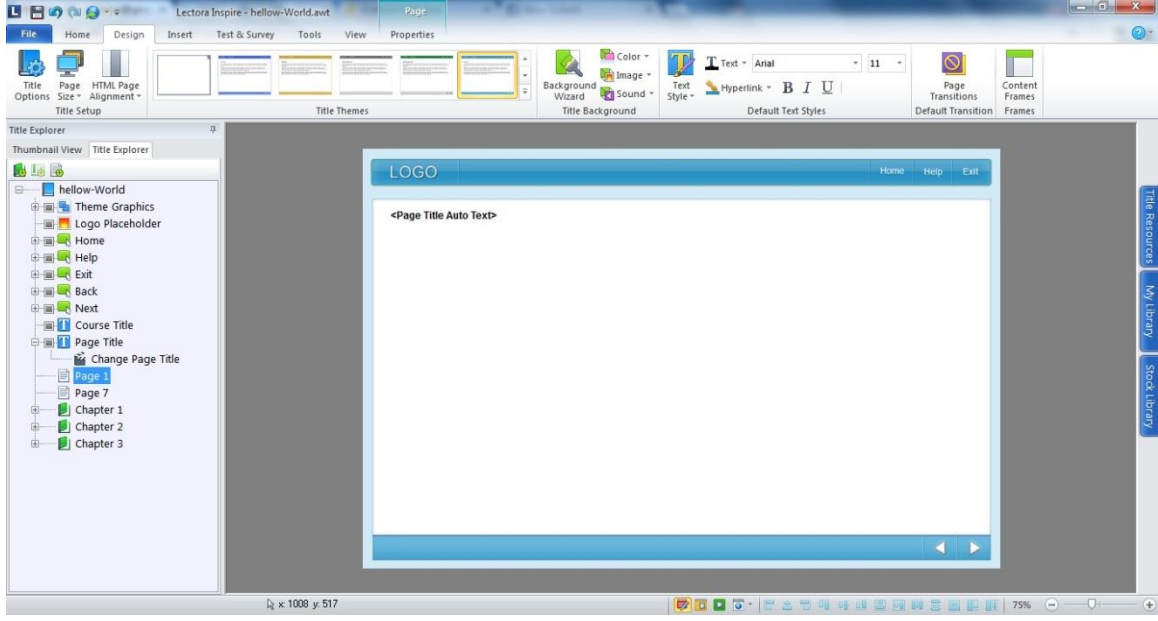 Lectora Inspire - hellow-World.awt
Page
File Home Design Insert Test & Survey Tools View Properties
Title Options
Page Size
HTML Page Alignment
Title Setup
Title Themes
Background Wizard
Color
Image
Sound
Title Background
Text Style
Text Arial 11
Hyperlink B I U
Default Text Styles
Page Transitions
Default Transition
Content Frames
Frames
Title Explorer
Thumbnail View Title Explorer
hellow-World
Theme Graphics
Logo Placeholder
Home
Help
Exit
Back
Next
Course Title
Page Title
Change Page Title
Page 1
Page 7
Chapter 1
Chapter 2
Chapter 3
LOGO
Home Help Exit
<Page Title Auto Text>
Title Resources
My Library
Stock Library
x: 1008 y: 517
75%